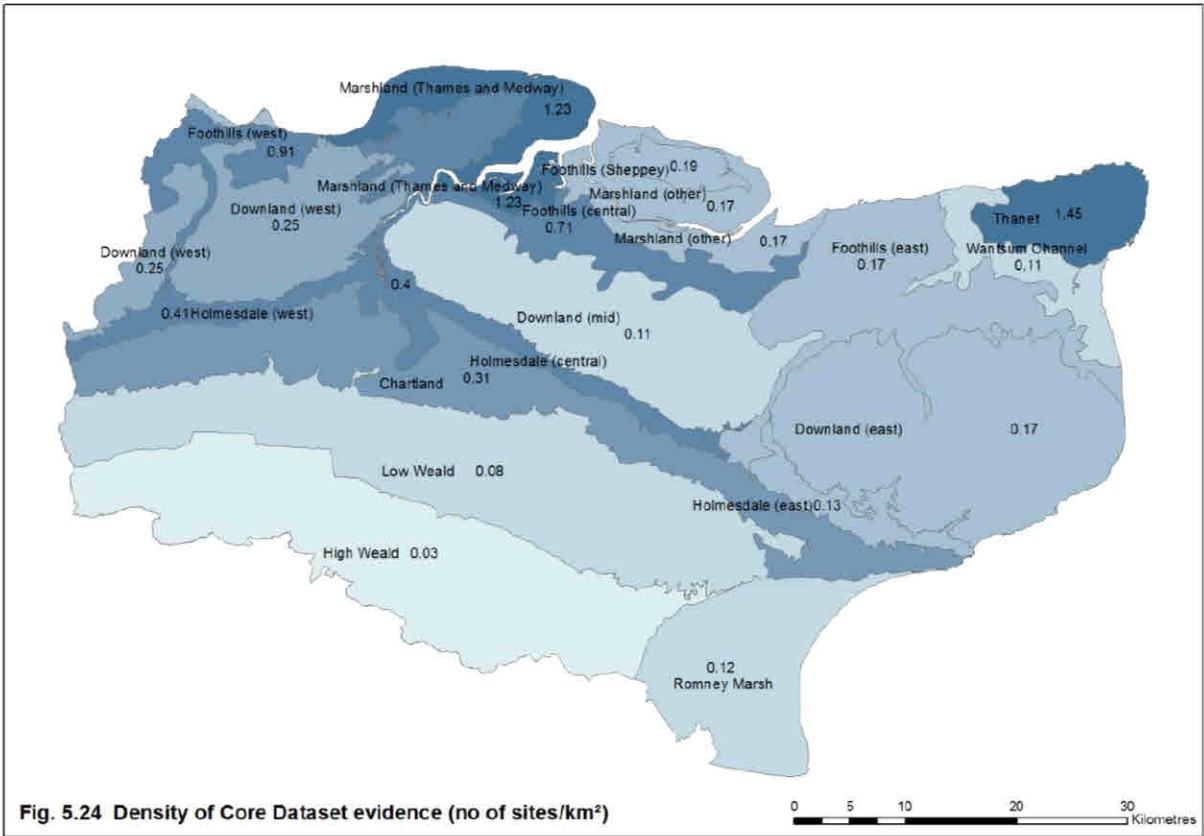 Marshland (Thames and Medway)
1.23
Foothills (west)
0.91
Foothills (Sheppey) 0.19
Marshland (Thames and Medway)
1.23
Marshland (other)
0.17
Foothills (central)
0.71
Marshland (other) 0.17
Downland (west)
0.25
Downland (west)
0.25
Thanet 1.45
Foothills (east)
0.17
Wantsum Channel
0.11
0.4
0.41 Holmesdale (west)
Downland (mid)
0.11
Holmesdale (central)
Chartland 0.31
Downland (east) 0.17
Low Weald 0.08
Holmesdale (east) 0.13
High Weald 0.03
0.12
Romney Marsh
Fig. 5.24 Density of Core Dataset evidence (no of sites/km²)
0 5 10 20 30
Kilometres